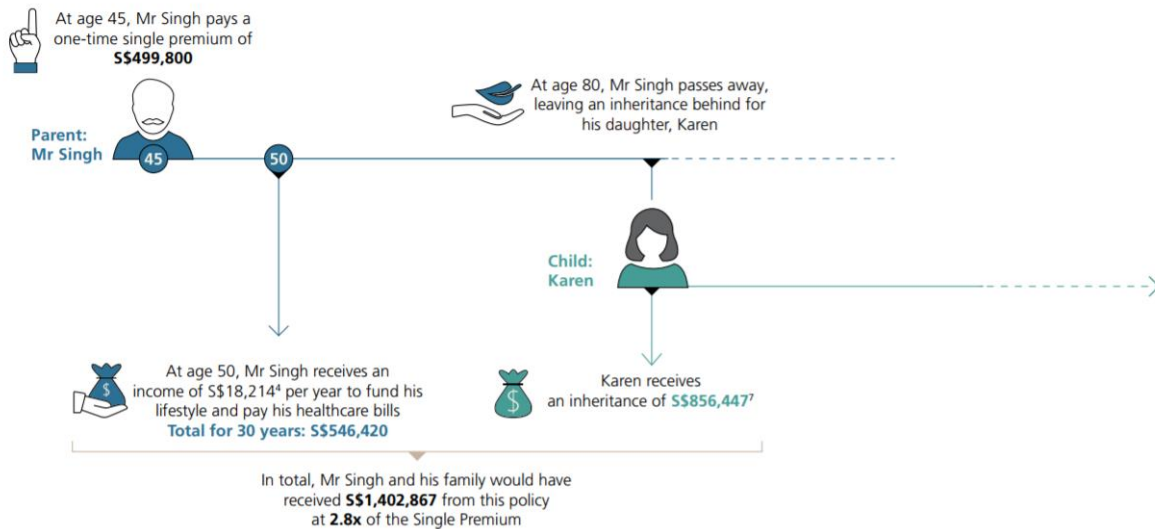 At age 45, Mr Singh pays a
one-time single premium of
S$499,800
At age 80, Mr Singh passes away,
leaving an inheritance behind for
his daughter, Karen
Parent:
Mr Singh
45
50
Child:
Karen
$
At age 50, Mr Singh receives an
income of S$18,214⁴ per year to fund his
lifestyle and pay his healthcare bills
Total for 30 years: S$546,420
$
Karen receives
an inheritance of S$856,447⁷
In total, Mr Singh and his family would have
received S$1,402,867 from this policy
at 2.8x of the Single Premium